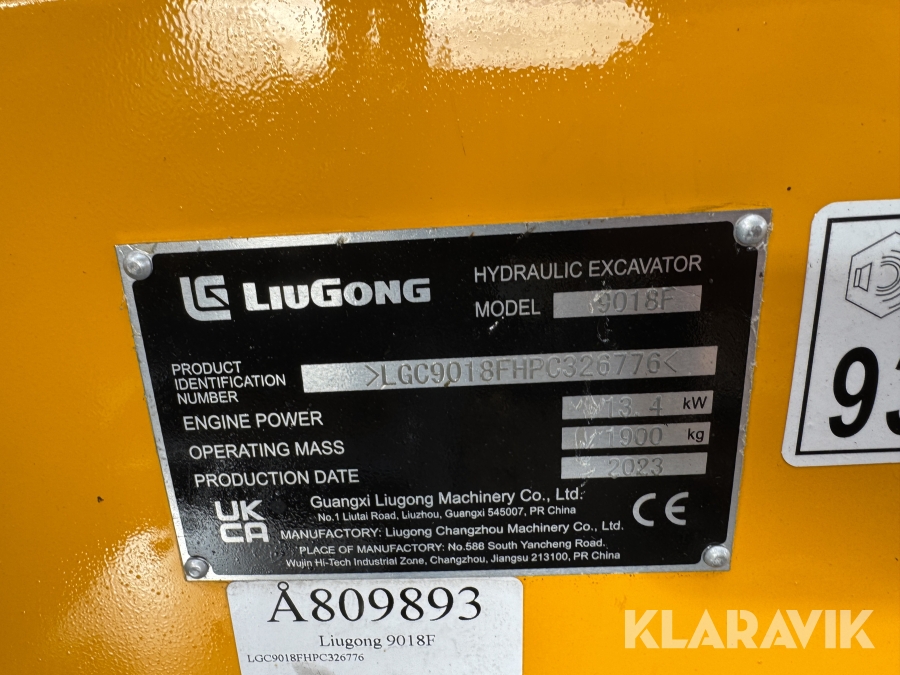 LG LIUGONG
HYDRAULIC EXCAVATOR
MODEL 9018F
PRODUCT
IDENTIFICATION
NUMBER
>LGC9018FHPC326776<
ENGINE POWER 13.4 kW
OPERATING MASS 1900 kg
PRODUCTION DATE 2023
UK
CA
Guangxi Liugong Machinery Co., Ltd.
No.1 Liutai Road, Liuzhou, Guangxi 545007, PR China
MANUFACTURY: Liugong Changzhou Machinery Co., Ltd.
PLACE OF MANUFACTORY: No.588 South Yancheng Road.
Wujin Hi-Tech Industrial Zone, Changzhou, Jiangsu 213100, PR China
CE
Å809893
Liugong 9018F
LGC9018FHPC326776
KLARAVIK